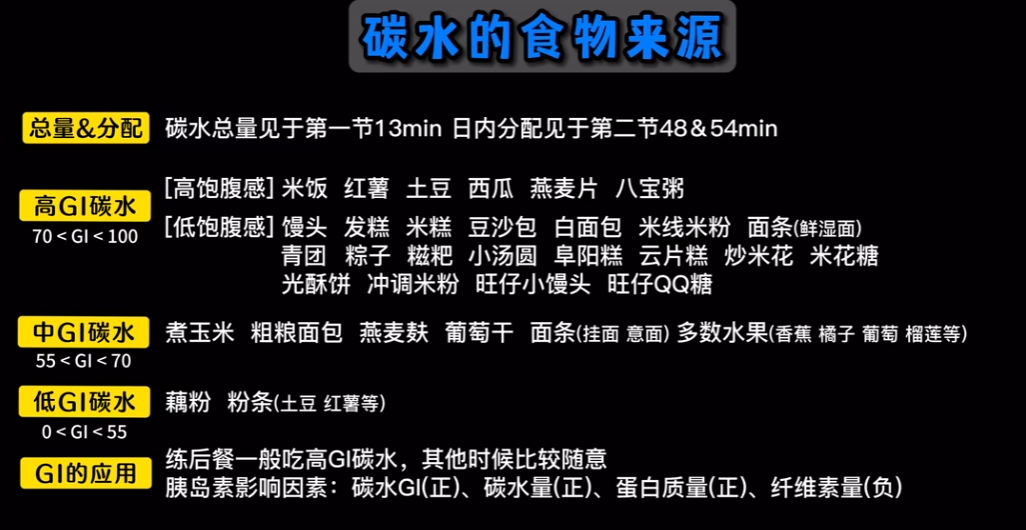 碳水的食物来源
总量&分配 碳水总量见于第一节13min 日内分配见于第二节48&54min
高GI碳水
70 < GI < 100
[高饱腹感] 米饭 红薯 土豆 西瓜 燕麦片 八宝粥
[低饱腹感] 馒头 发糕 米糕 豆沙包 白面包 米线米粉 面条(鲜湿面)
青团 粽子 糍粑 小汤圆 阜阳糕 云片糕 炒米花 米花糖
光酥饼 冲调米粉 旺仔小馒头 旺仔QQ糖
中GI碳水 煮玉米 粗粮面包 燕麦麸 葡萄干 面条(挂面 意面) 多数水果(香蕉 橘子 葡萄 榴莲等)
55 < GI < 70
低GI碳水 藕粉 粉条(土豆 红薯等)
0 < GI < 55
GI的应用
练后餐一般吃高GI碳水，其他时候比较随意
胰岛素影响因素：碳水GI(正)、碳水量(正)、蛋白质量(正)、纤维素量(负)